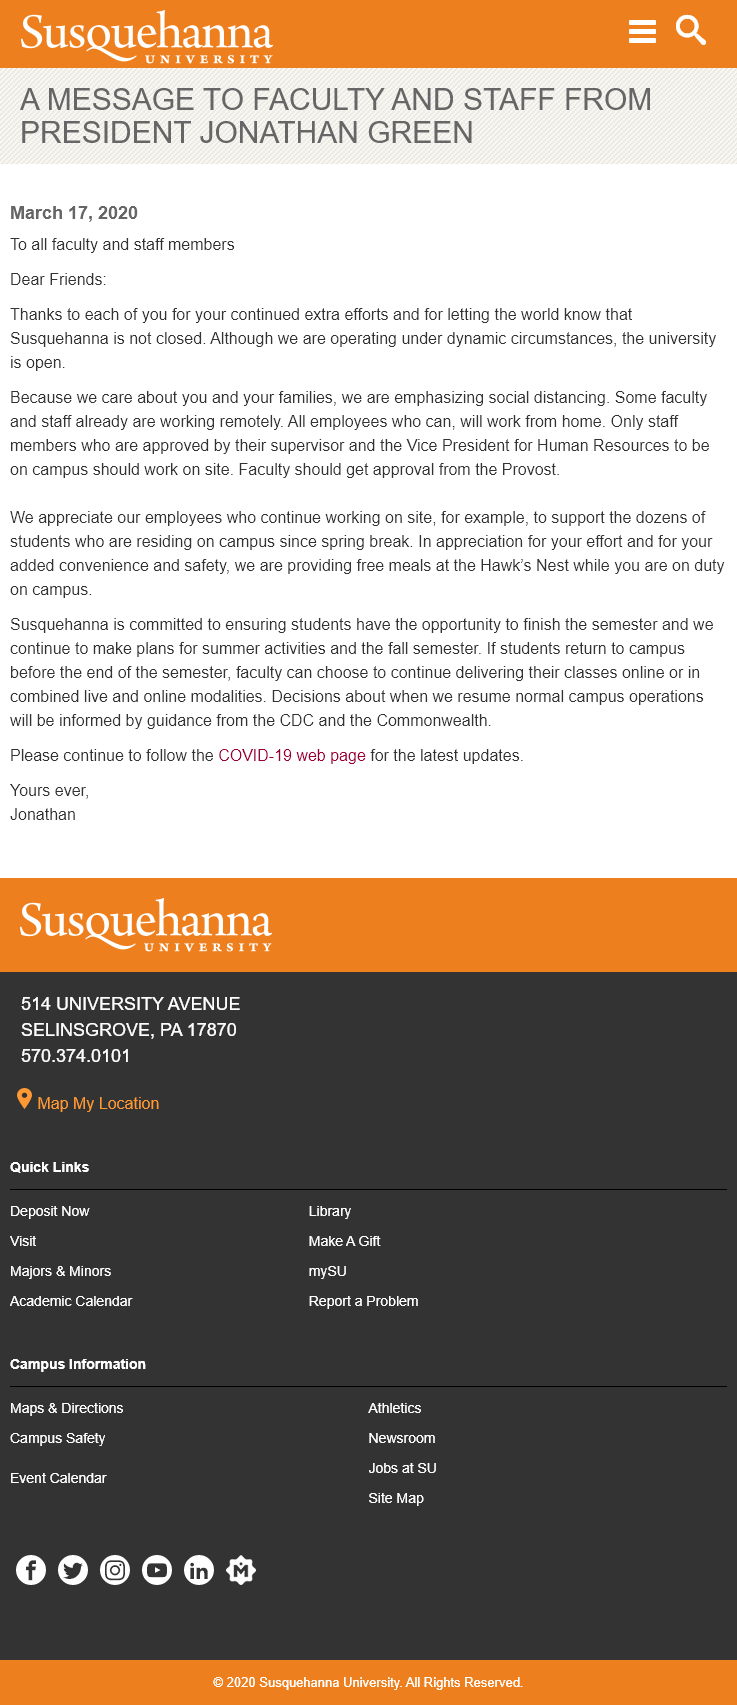 Susquehanna
UNIVERSITY
A MESSAGE TO FACULTY AND STAFF FROM
PRESIDENT JONATHAN GREEN
March 17, 2020
To all faculty and staff members
Dear Friends:
Thanks to each of you for your continued extra efforts and for letting the world know that
Susquehanna is not closed. Although we are operating under dynamic circumstances, the university
is open.
Because we care about you and your families, we are emphasizing social distancing. Some faculty
and staff already are working remotely. All employees who can, will work from home. Only staff
members who are approved by their supervisor and the Vice President for Human Resources to be
on campus should work on site. Faculty should get approval from the Provost.
We appreciate our employees who continue working on site, for example, to support the dozens of
students who are residing on campus since spring break. In appreciation for your effort and for your
added convenience and safety, we are providing free meals at the Hawk’s Nest while you are on duty
on campus.
Susquehanna is committed to ensuring students have the opportunity to finish the semester and we
continue to make plans for summer activities and the fall semester. If students return to campus
before the end of the semester, faculty can choose to continue delivering their classes online or in
combined live and online modalities. Decisions about when we resume normal campus operations
will be informed by guidance from the CDC and the Commonwealth.
Please continue to follow the COVID-19 web page for the latest updates.
Yours ever,
Jonathan
Susquehanna
UNIVERSITY
514 UNIVERSITY AVENUE
SELINSGROVE, PA 17870
570.374.0101
Map My Location
Quick Links
Deposit Now
Visit
Majors & Minors
Academic Calendar
Library
Make A Gift
mySU
Report a Problem
Campus Information
Maps & Directions
Campus Safety
Event Calendar
Athletics
Newsroom
Jobs at SU
Site Map
© 2020 Susquehanna University. All Rights Reserved.